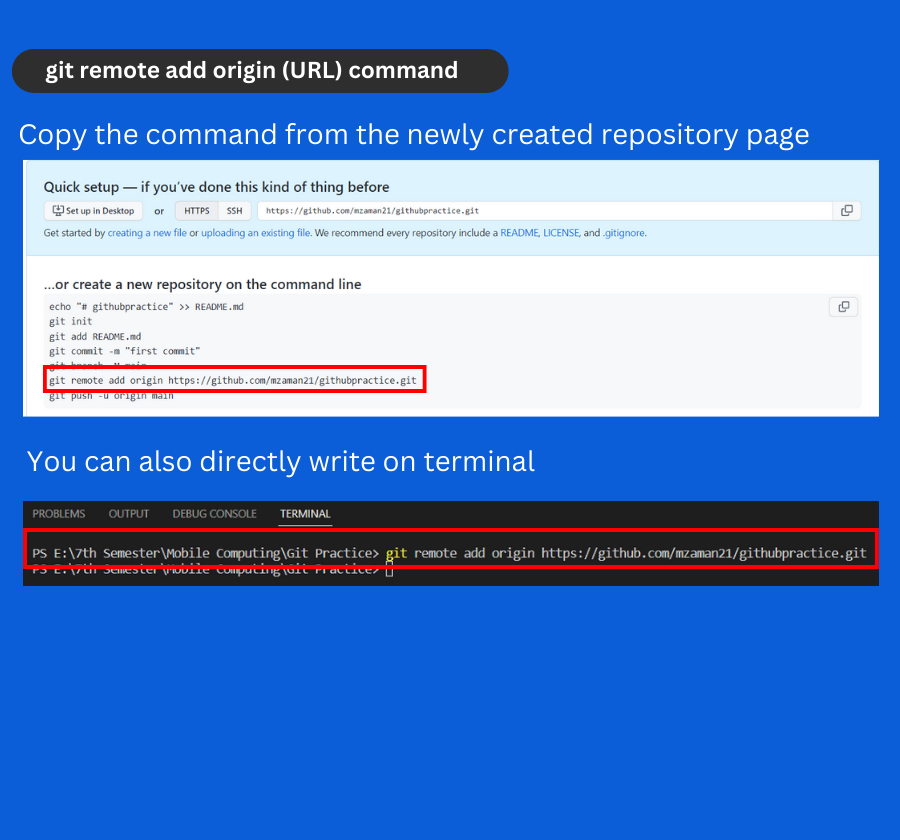 git remote add origin (URL) command
Copy the command from the newly created repository page
Quick setup — if you've done this kind of thing before
Set up in Desktop or HTTPS SSH https://github.com/mzaman21/githubpractice.git
Get started by creating a new file or uploading an existing file. We recommend every repository include a README, LICENSE, and .gitignore.
...or create a new repository on the command line
echo "# githubpractice" >> README.md
git init
git add README.md
git commit -m "first commit"
git branch -M main
git remote add origin https://github.com/mzaman21/githubpractice.git
git push -u origin main
You can also directly write on terminal
PROBLEMS OUTPUT DEBUG CONSOLE TERMINAL
PS E:\7th Semester\Mobile Computing\Git Practice> git remote add origin https://github.com/mzaman21/githubpractice.git
PS E:\7th Semester\Mobile Computing\Git Practice>